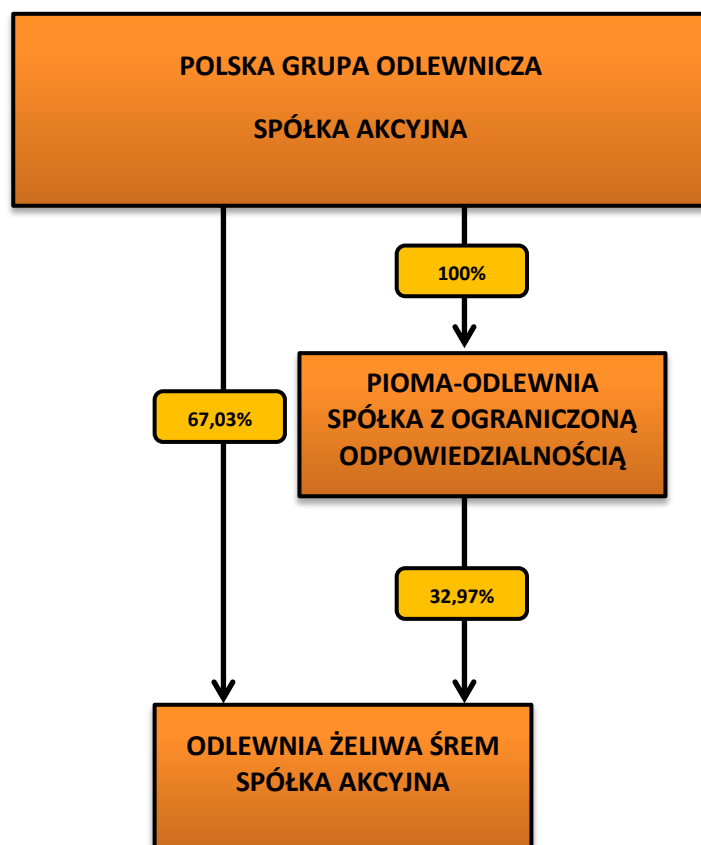 POLSKA GRUPA ODLEWNICZA
SPÓŁKA AKCYJNA
100%
PIOMA-ODLEWNIA
SPÓŁKA Z OGRANICZONĄ
ODPOWIEDZIALNOŚCIĄ
67,03%
32,97%
ODLEWNIA ŻELIWA ŚREM
SPÓŁKA AKCYJNA